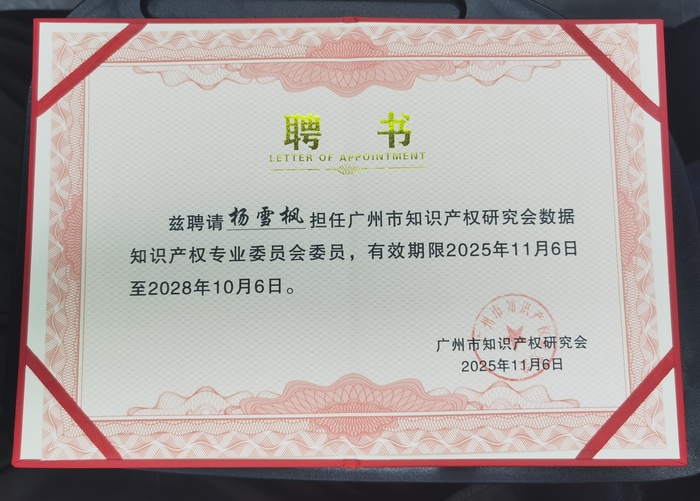 聘 书
LETTER OF APPOINTMENT
兹聘请杨雪枫担任广州市知识产权研究会数据
知识产权专业委员会委员，有效期限2025年11月6日
至2028年10月6日。
广州市知识产权研究会
2025年11月6日